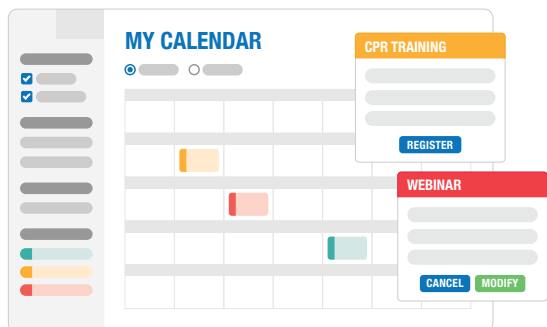 MY CALENDAR
CPR TRAINING
REGISTER
WEBINAR
CANCEL
MODIFY